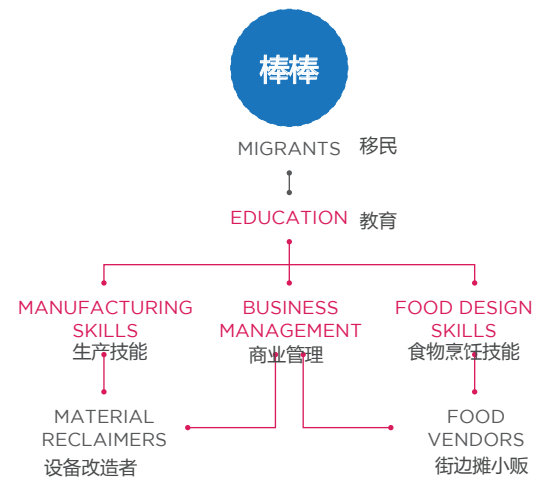 棒棒
MIGRANTS 移民
EDUCATION 教育
MANUFACTURING
SKILLS
生产技能
BUSINESS
MANAGEMENT
商业管理
FOOD DESIGN
SKILLS
食物烹饪技能
MATERIAL
RECLAIMERS
设备改造者
FOOD
VENDORS
街边摊小贩